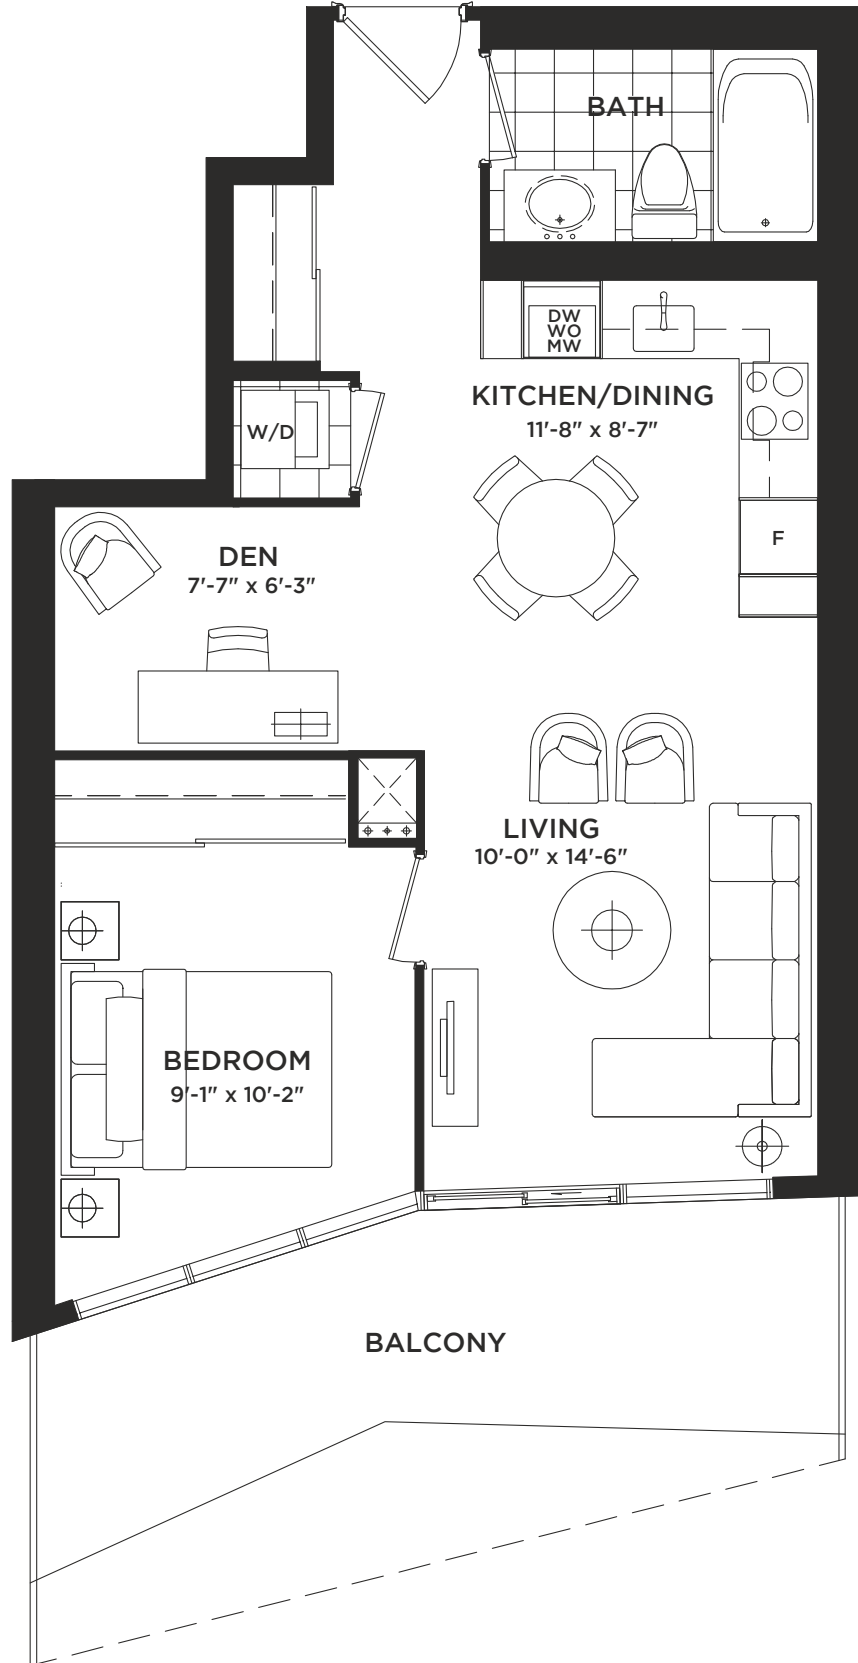 BATH
DW
WO
MW
KITCHEN/DINING
11'-8" x 8'-7"
W/D
F
DEN
7'-7" x 6'-3"
LIVING
10'-0" x 14'-6"
BEDROOM
9'-1" x 10'-2"
BALCONY